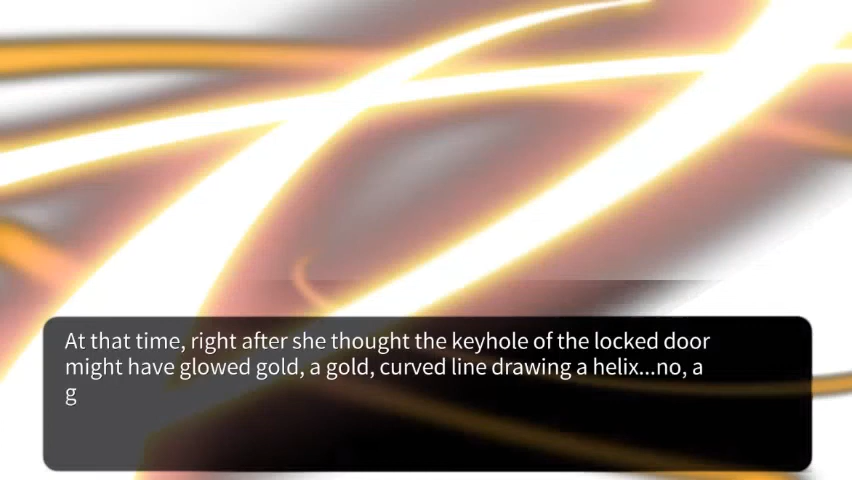 At that time, right after she thought the keyhole of the locked door
might have glowed gold, a gold, curved line drawing a helix...no, a
g